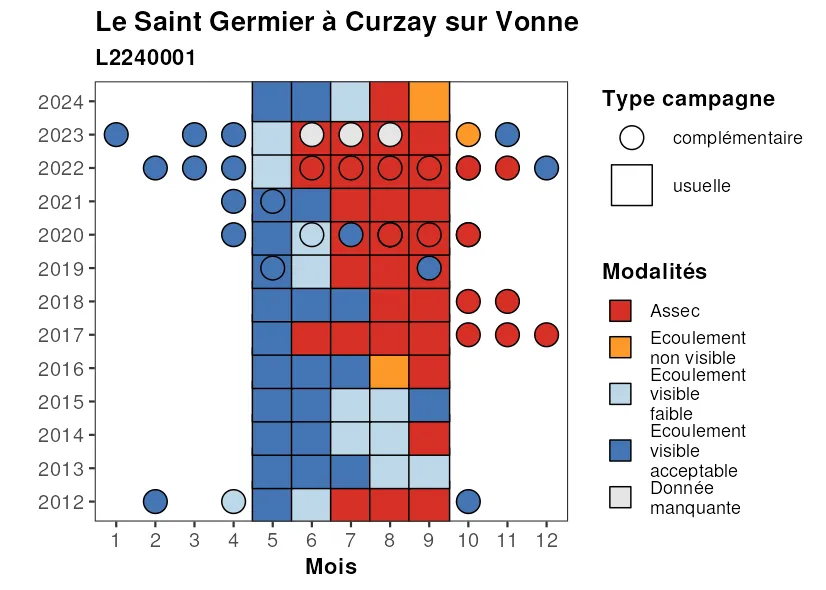 Le Saint Germier à Curzay sur Vonne
L2240001
2024
2023
2022
2021
2020
2019
2018
2017
2016
2015
2014
2013
2012
1 2 3 4 5 6 7 8 9 10 11 12
Mois
Type campagne
complémentaire
usuelle
Modalités
Assec
Ecoulement
non visible
Ecoulement
visible
faible
Ecoulement
visible
acceptable
Donnée
manquante